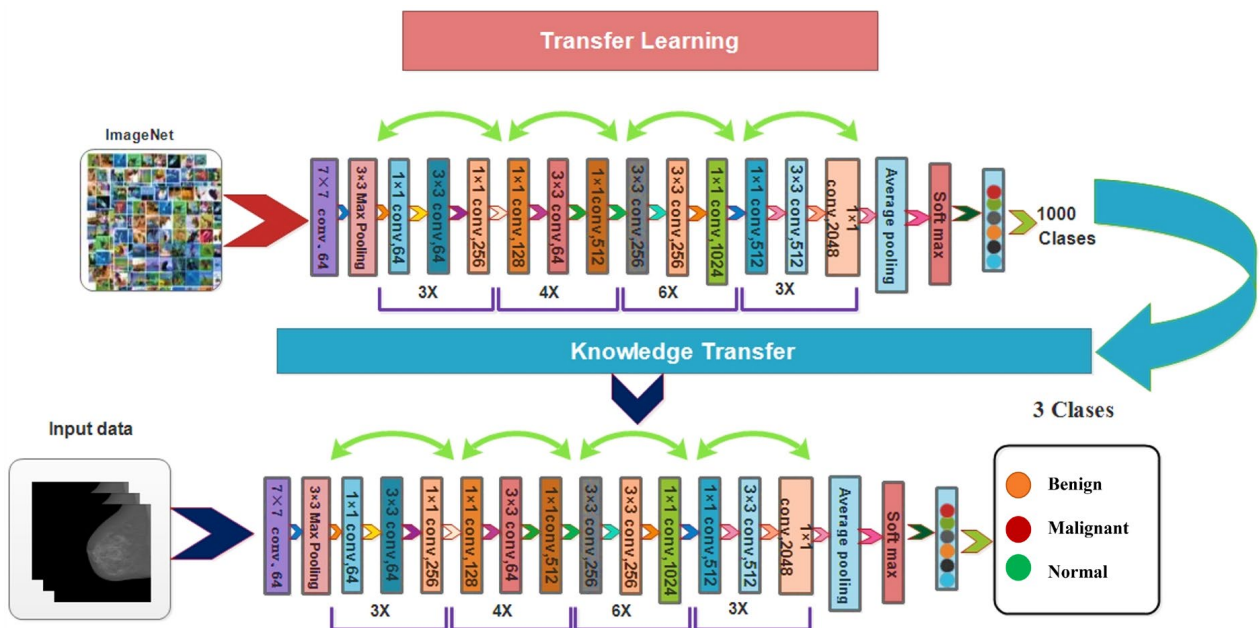 Transfer Learning
ImageNet
7×7 conv. 64
3×3 Max Pooling
1×1 conv,64
3×3 conv,64
1×1 conv,256
1×1 conv,128
3×3 conv,64
1×1conv,512
3×3 conv,256
3×3 conv,256
1×1 conv,1024
1×1 conv,512
3×3 conv,512
1×1
conv,2048
Average pooling
Soft max
1000
Clases
3X
4X
6X
3X
Knowledge Transfer
3 Clases
Input data
7×7 conv. 64
3×3 Max Pooling
1×1 conv,64
3×3 conv,64
1×1 conv,256
1×1 conv,128
3×3 conv,64
1×1conv,512
3×3 conv,256
3×3 conv,256
1×1 conv,1024
1×1 conv,512
3×3 conv,512
1×1
conv,2048
Average pooling
Soft max
Benign
Malignant
Normal
3X
4X
6X
3X